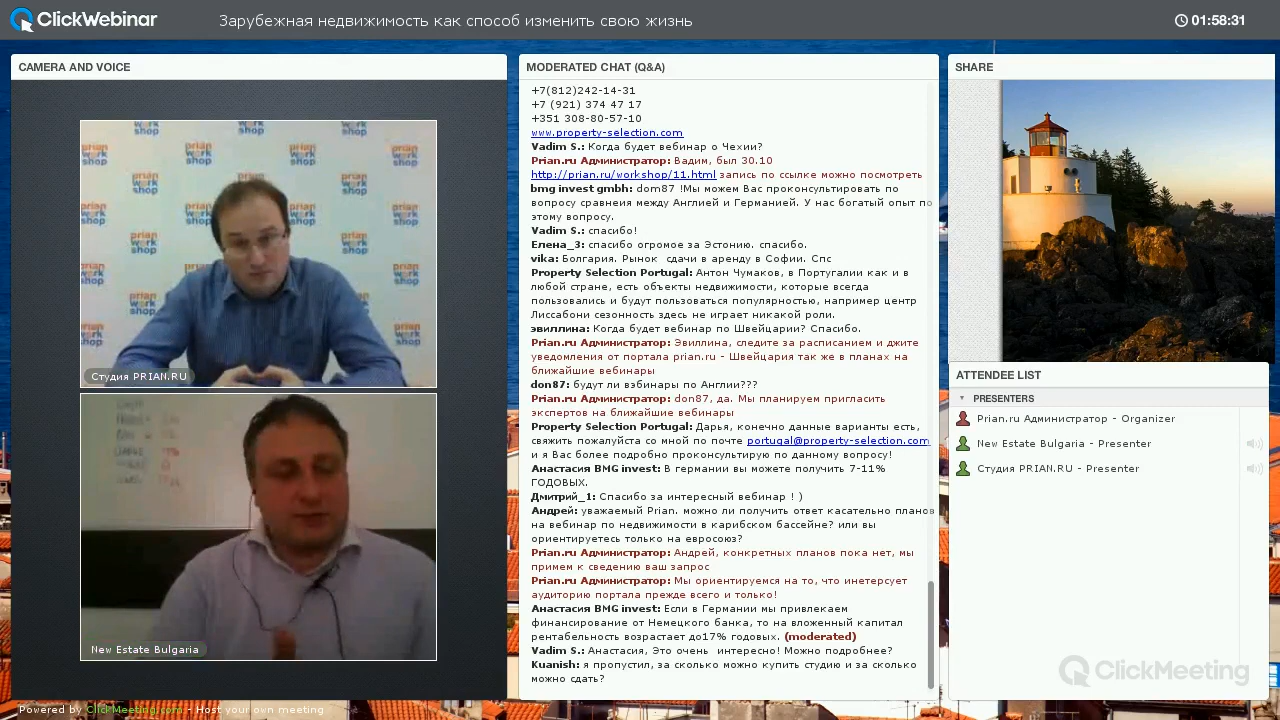 ClickWebinar
Зарубежная недвижимость как способ изменить свою жизнь
01:58:31
CAMERA AND VOICE
prian work shop
Студия PRIAN.RU
New Estate Bulgaria
MODERATED CHAT (Q&A)
+7(812)242-14-31
+7 (921) 374 47 17
+351 308-80-57-10
www.property-selection.com
Vadim S.: Когда будет вебинар о Чехии?
Prian.ru Администратор: Вадим, был 30.10
http://prian.ru/workshop/11.html запись по ссылке можно посмотреть
bmg invest gmbh: dom87 !Мы можем Вас проконсультировать по
вопросу сравнеия между Англией и Германией. У нас богатый опыт по
этому вопросу.
Vadim S.: спасибо!
Елена_3: спасибо огромое за Эстонию. спасибо.
vika: Болгария. Рынок сдачи в аренду в Софии. Спс
Property Selection Portugal: Антон Чумаков, в Португалии как и в
любой стране, есть объекты недвижимости, которые всегда
пользовались и будут пользоваться популярностью, например центр
Лиссабони сезонность здесь не играет никакой роли.
эвиллина: Когда будет вебинар по Швейцарии? Спасибо.
Prian.ru Администратор: Эвиллина, следите за расписанием и джите
уведомления от портала prian.ru - Швейцария так же в планах на
ближайшие вебинары
don87: будут ли вэбинары по Англии???
Prian.ru Администратор: don87, да. Мы планируем пригласить
экспертов на ближайшие вебинары
Property Selection Portugal: Дарья, конечно данные варианты есть,
свяжить пожалуйста со мной по почте portugal@property-selection.com
и я Вас более подробно проконсультирую по данному вопросу!
Анастасия BMG invest: В германии вы можете получить 7-11%
ГОДОВЫХ.
Дмитрий_1: Спасибо за интересный вебинар ! )
Андрей: уважаемый Prian. можно ли получить ответ касательно планов
на вебинар по недвижимости в карибском бассейне? или вы
ориентируетесь только на евросоюз?
Prian.ru Администратор: Андрей, конкретных планов пока нет, мы
примем к сведению ваш запрос
Prian.ru Администратор: Мы ориентируемся на то, что инетерсует
аудиторию портала прежде всего и только!
Анастасия BMG invest: Если в Германии мы привлекаем
финансирование от Немецкого банка, то на вложенный капитал
рентабельность возрастает до17% годовых. (moderated)
Vadim S.: Анастасия, Это очень интересно! Можно подробнее?
Kuanish: я пропустил, за сколько можно купить студию и за сколько
можно сдать?
SHARE
ATTENDEE LIST
PRESENTERS
Prian.ru Администратор - Organizer
New Estate Bulgaria - Presenter
Студия PRIAN.RU - Presenter
ClickMeeting
Powered by ClickMeeting.com - Host your own meeting